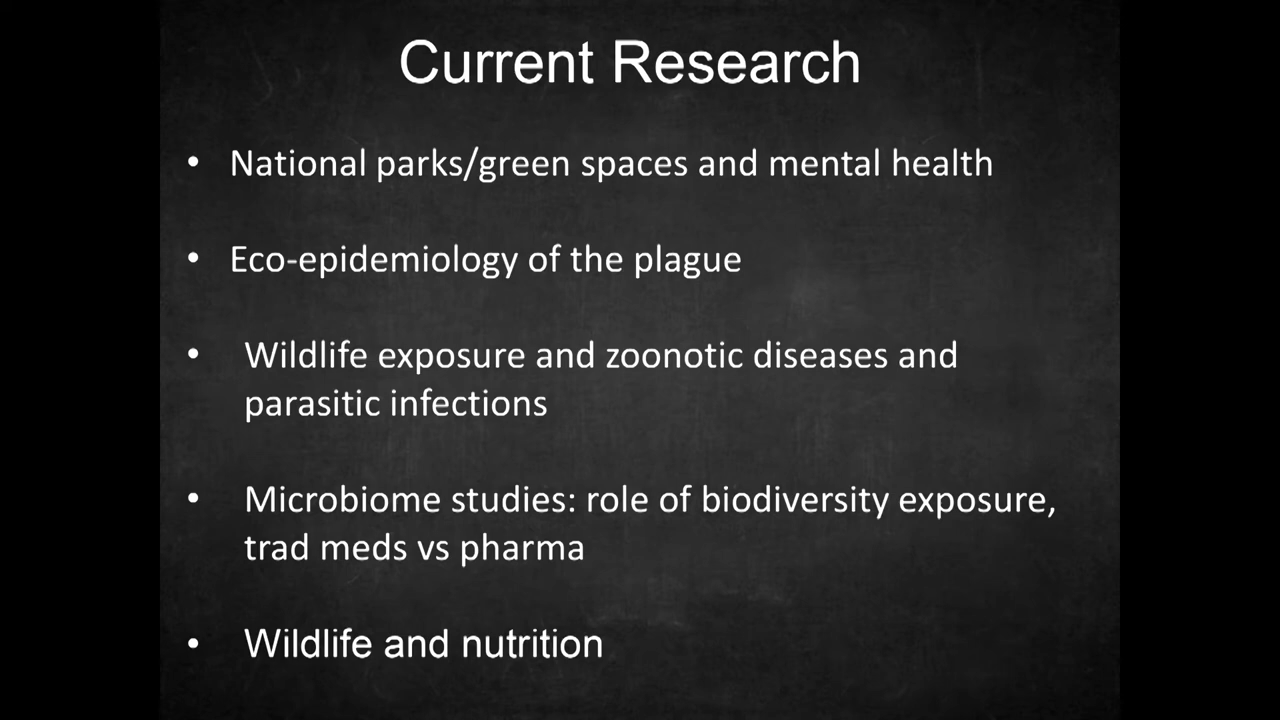 Current Research
• National parks/green spaces and mental health
• Eco-epidemiology of the plague
• Wildlife exposure and zoonotic diseases and
parasitic infections
• Microbiome studies: role of biodiversity exposure,
trad meds vs pharma
• Wildlife and nutrition